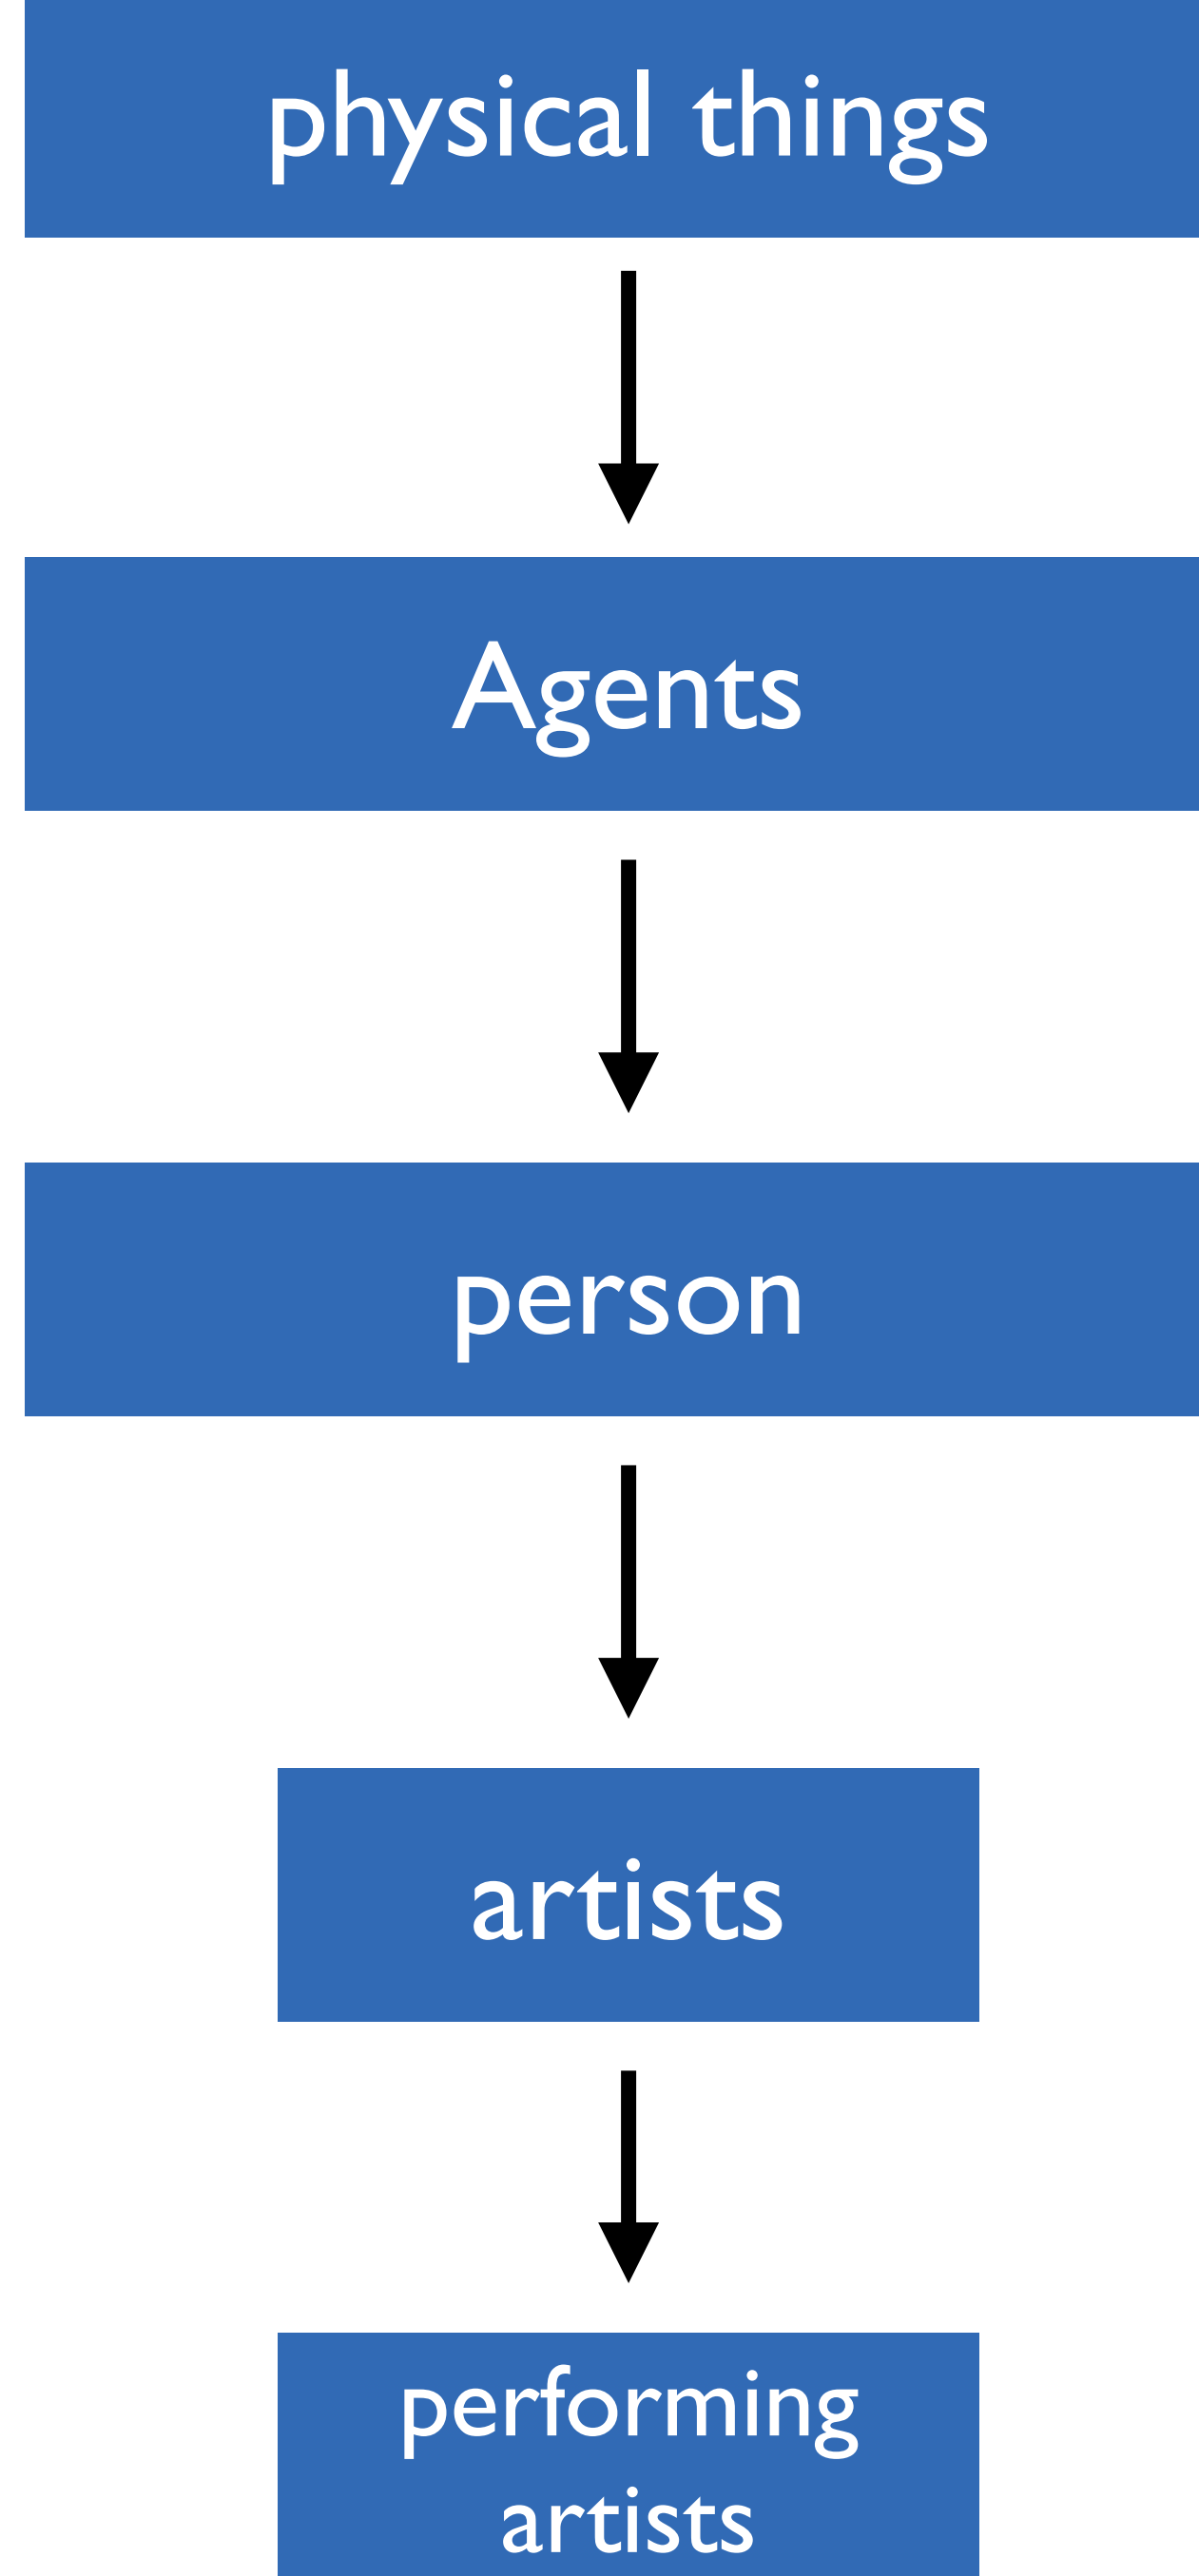 physical things
Agents
person
artists
performing
artists